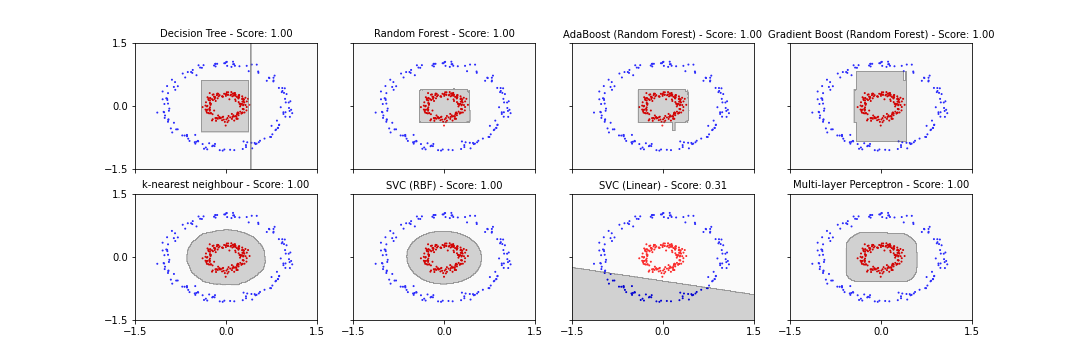 Decision Tree - Score: 1.00
Random Forest - Score: 1.00
AdaBoost (Random Forest) - Score: 1.00
Gradient Boost (Random Forest) - Score: 1.00
1.5
0.0
−1.5
k-nearest neighbour - Score: 1.00
SVC (RBF) - Score: 1.00
SVC (Linear) - Score: 0.31
Multi-layer Perceptron - Score: 1.00
1.5
0.0
−1.5
−1.5 0.0 1.5
−1.5 0.0 1.5
−1.5 0.0 1.5
−1.5 0.0 1.5